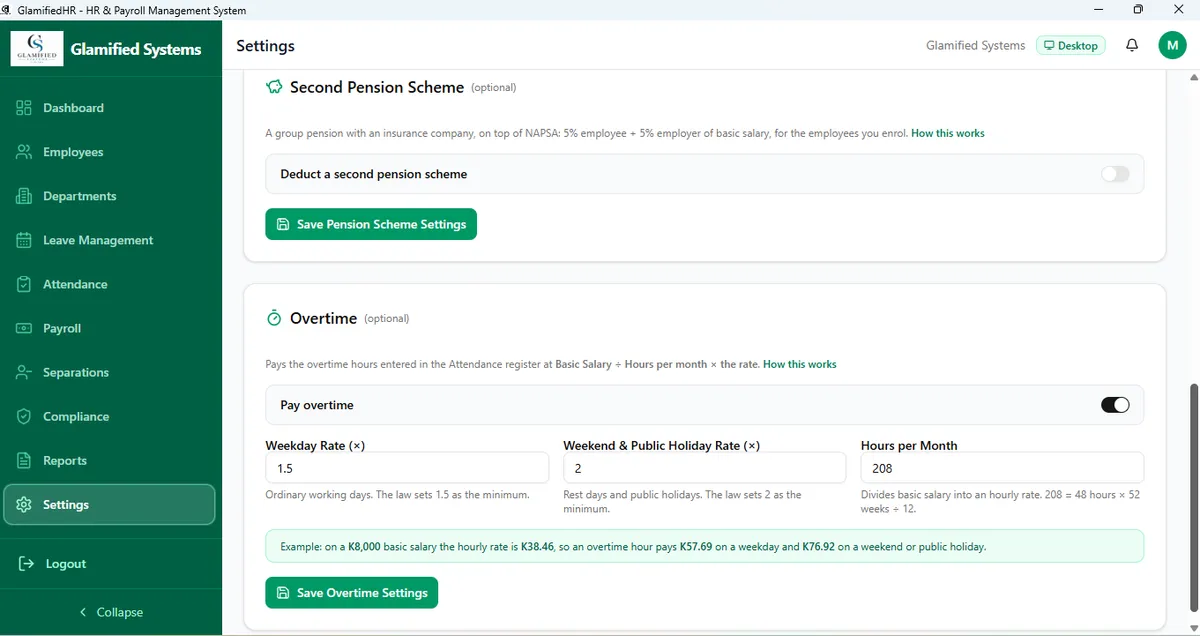 GlamifiedHR - HR & Payroll Management System
GLAMIFIED
Glamified Systems
Settings
Glamified Systems
Desktop
M
Dashboard
Employees
Departments
Leave Management
Attendance
Payroll
Separations
Compliance
Reports
Settings
Logout
Collapse
Second Pension Scheme (optional)
A group pension with an insurance company, on top of NAPSA: 5% employee + 5% employer of basic salary, for the employees you enrol. How this works
Deduct a second pension scheme
Save Pension Scheme Settings
Overtime (optional)
Pays the overtime hours entered in the Attendance register at Basic Salary ÷ Hours per month × the rate. How this works
Pay overtime
Weekday Rate (×)
1.5
Ordinary working days. The law sets 1.5 as the minimum.
Weekend & Public Holiday Rate (×)
2
Rest days and public holidays. The law sets 2 as the
minimum.
Hours per Month
208
Divides basic salary into an hourly rate. 208 = 48 hours × 52
weeks ÷ 12.
Example: on a K8,000 basic salary the hourly rate is K38.46, so an overtime hour pays K57.69 on a weekday and K76.92 on a weekend or public holiday.
Save Overtime Settings